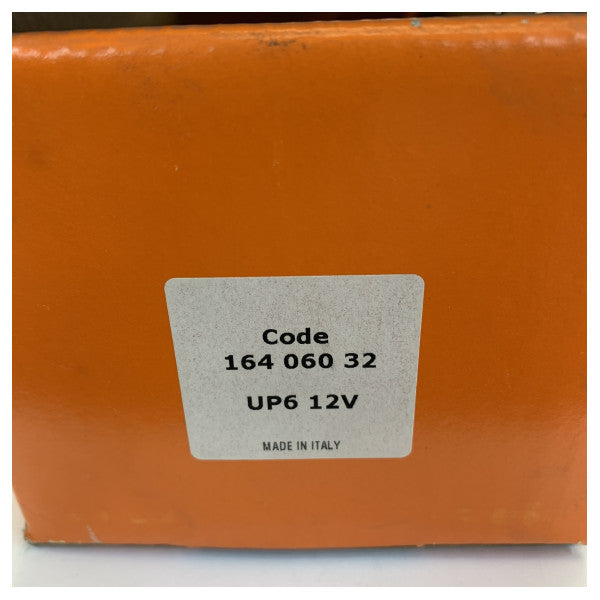 Code
164 060 32
UP6 12V
MADE IN ITALY